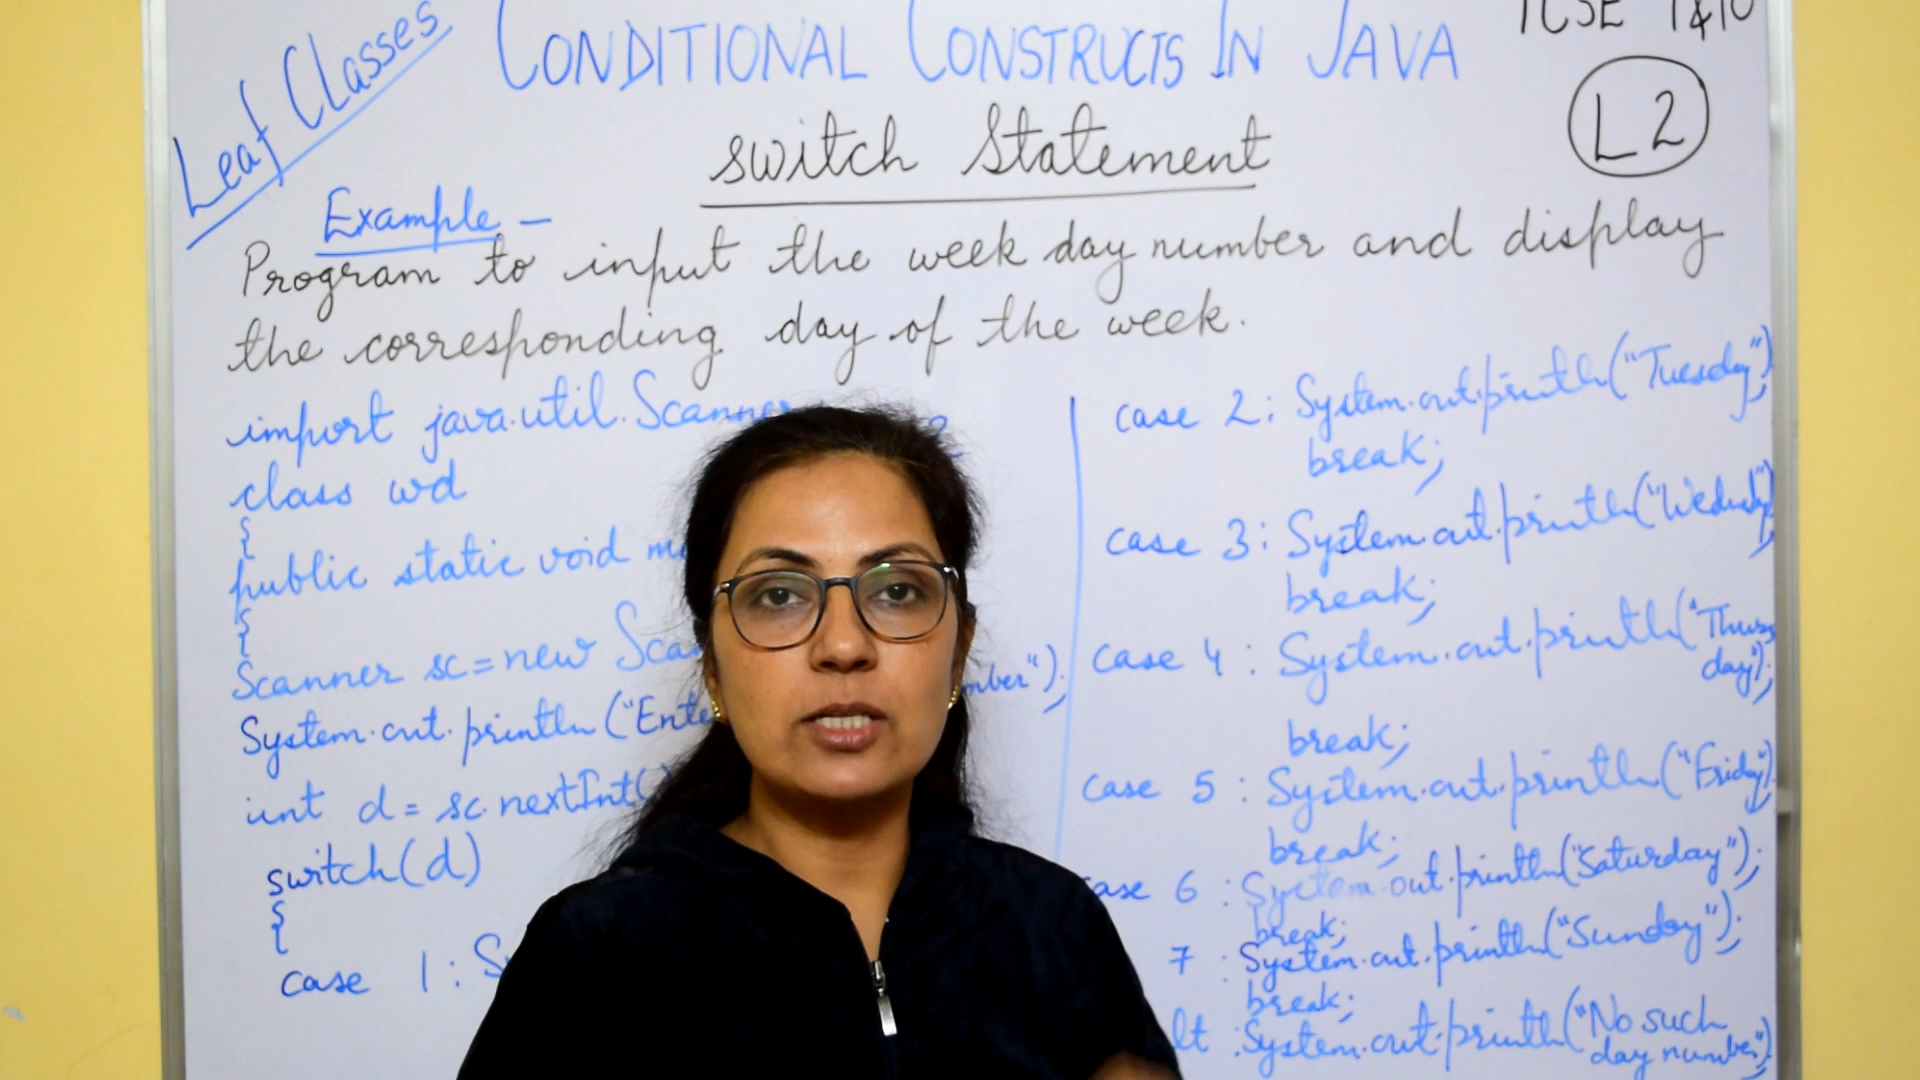 Leaf Classes
CONDITIONAL CONSTRUCTS IN JAVA
ICSE 9&10
L2
switch Statement
Example -
Program to input the week day number and display
the corresponding day of the week.
import java.util.Scanner
class wd
{
public static void
{
Scanner sc=new
System.out.println("Ente
mber");
int d= sc.nextInt()
switch(d)
{
case 1: S
case 2: System.out.println("Tuesday");
break;
case 3: System.out.println("Wednesday")
break;
case 4: System.out.println("Thurs
day");
break;
case 5: System.out.println("Friday");
break;
case 6: System.out.println("Saturday");
break;
7: System.out.println("Sunday");
break;
lt: System.out.println("No such
day number")